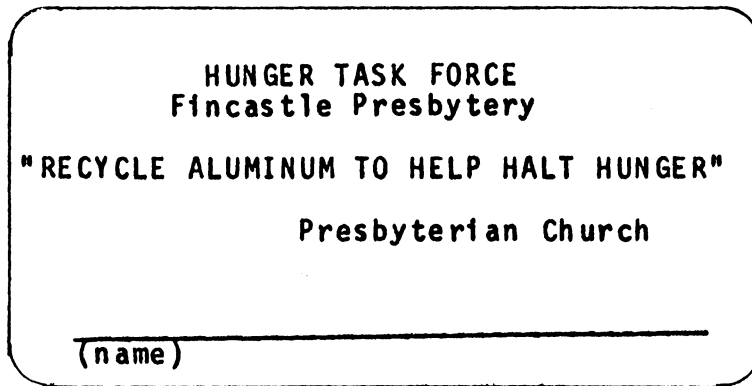 HUNGER TASK FORCE
Fincastle Presbytery
"RECYCLE ALUMINUM TO HELP HALT HUNGER"
Presbyterian Church
(name)